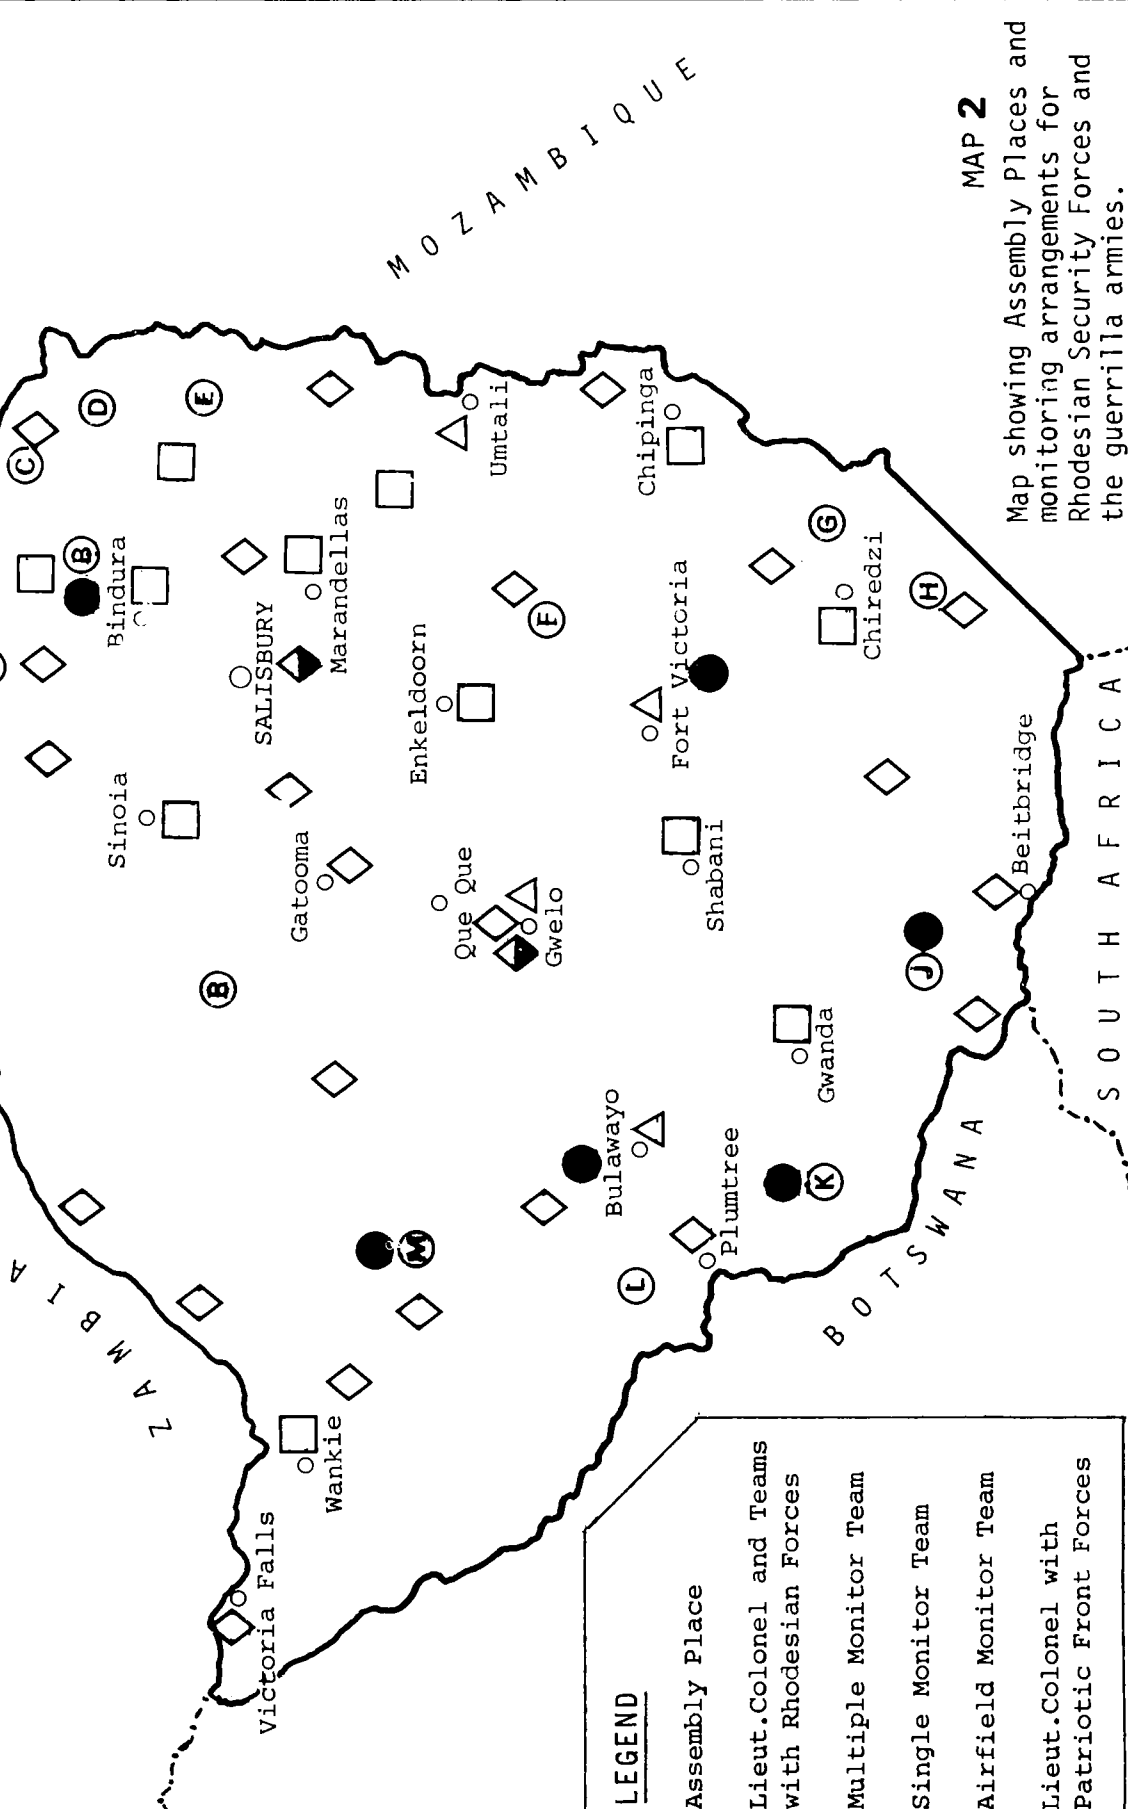 MAP 2
Map showing Assembly Places and
monitoring arrangements for
Rhodesian Security Forces and
the guerrilla armies.
ZAMBIA
MOZAMBIQUE
BOTSWANA
SOUTH AFRICA
Victoria Falls
Wankie
Sinoia
Bindura
SALISBURY
Marandellas
Gatooma
Enkeldoorn
Que Que
Gwelo
Umtali
Bulawayo
Plumtree
Shabani
Fort Victoria
Chipinga
Chiredzi
Gwanda
Beitbridge
B
C
D
E
B
F
G
H
J
K
L
M
LEGEND
Assembly Place
Lieut.Colonel and Teams
with Rhodesian Forces
Multiple Monitor Team
Single Monitor Team
Airfield Monitor Team
Lieut.Colonel with
Patriotic Front Forces